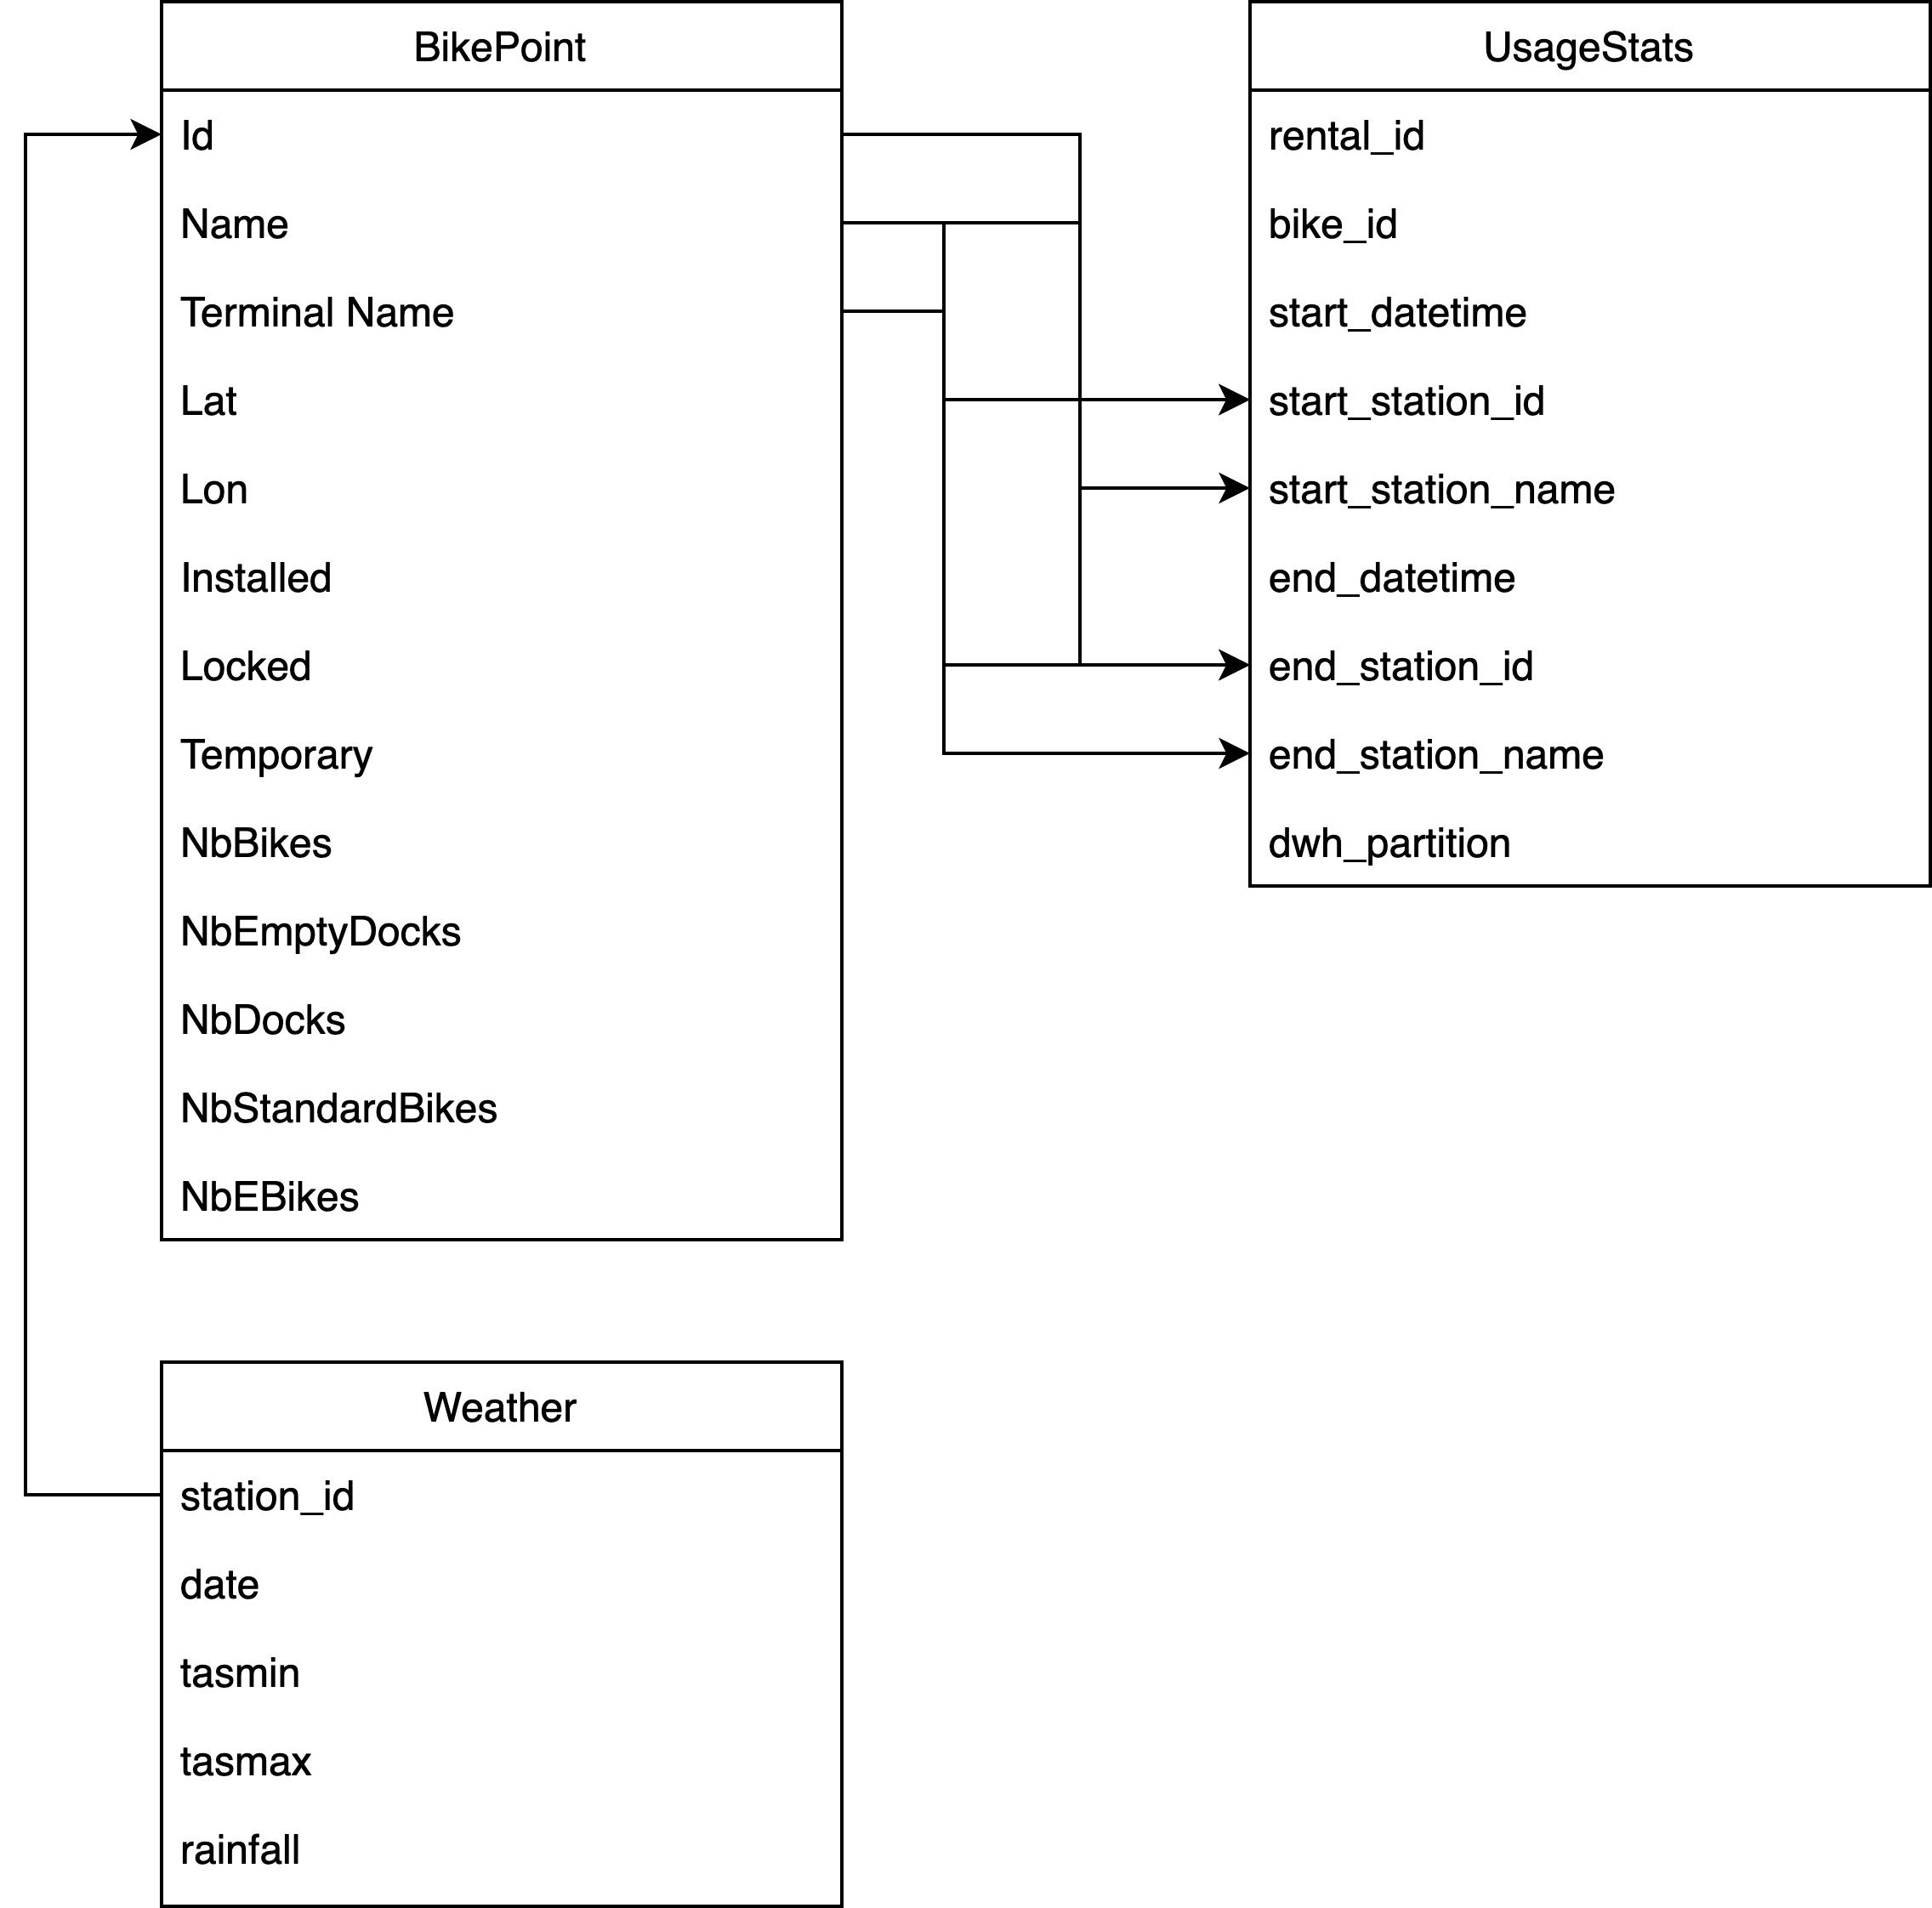 BikePoint
Id
Name
Terminal Name
Lat
Lon
Installed
Locked
Temporary
NbBikes
NbEmptyDocks
NbDocks
NbStandardBikes
NbEBikes
UsageStats
rental_id
bike_id
start_datetime
start_station_id
start_station_name
end_datetime
end_station_id
end_station_name
dwh_partition
Weather
station_id
date
tasmin
tasmax
rainfall